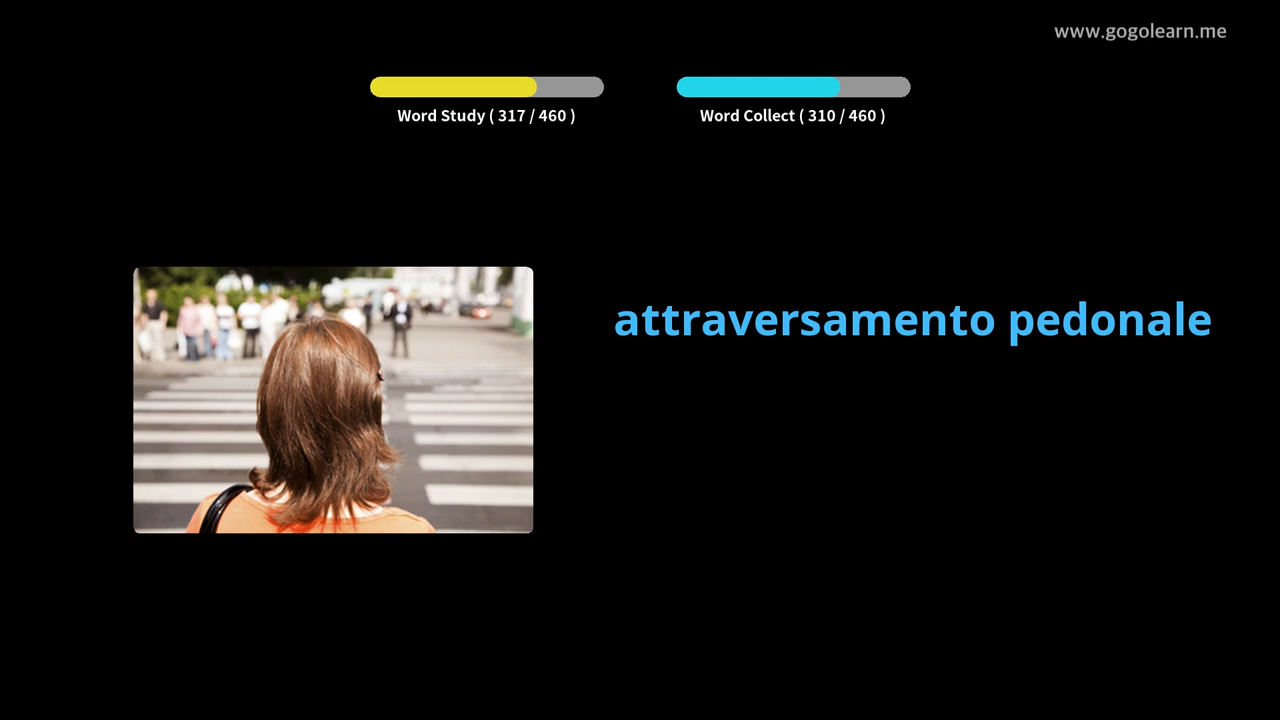 www.gogolearn.me
Word Study ( 317 / 460 )
Word Collect ( 310 / 460 )
attraversamento pedonale